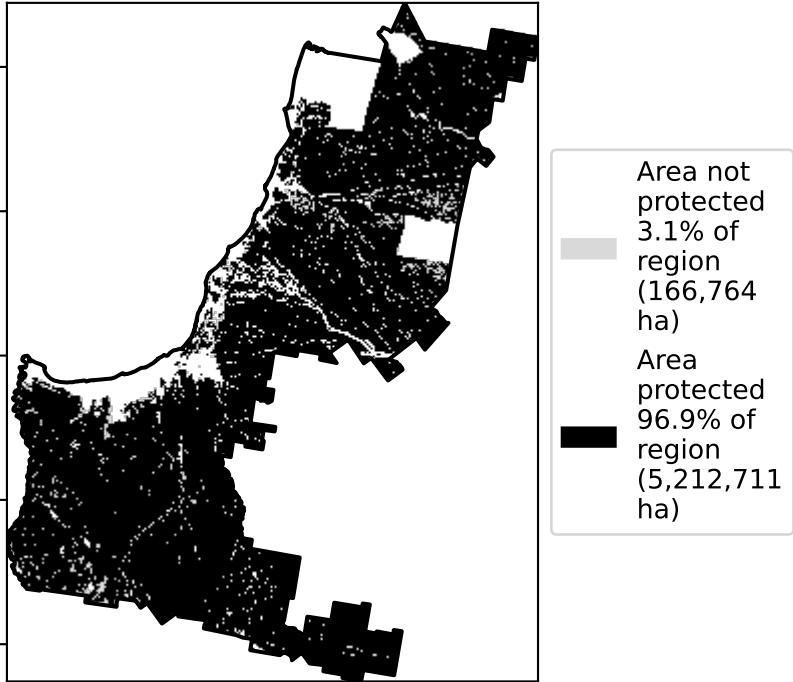 Area not
protected
3.1% of
region
(166,764
ha)
Area
protected
96.9% of
region
(5,212,711
ha)